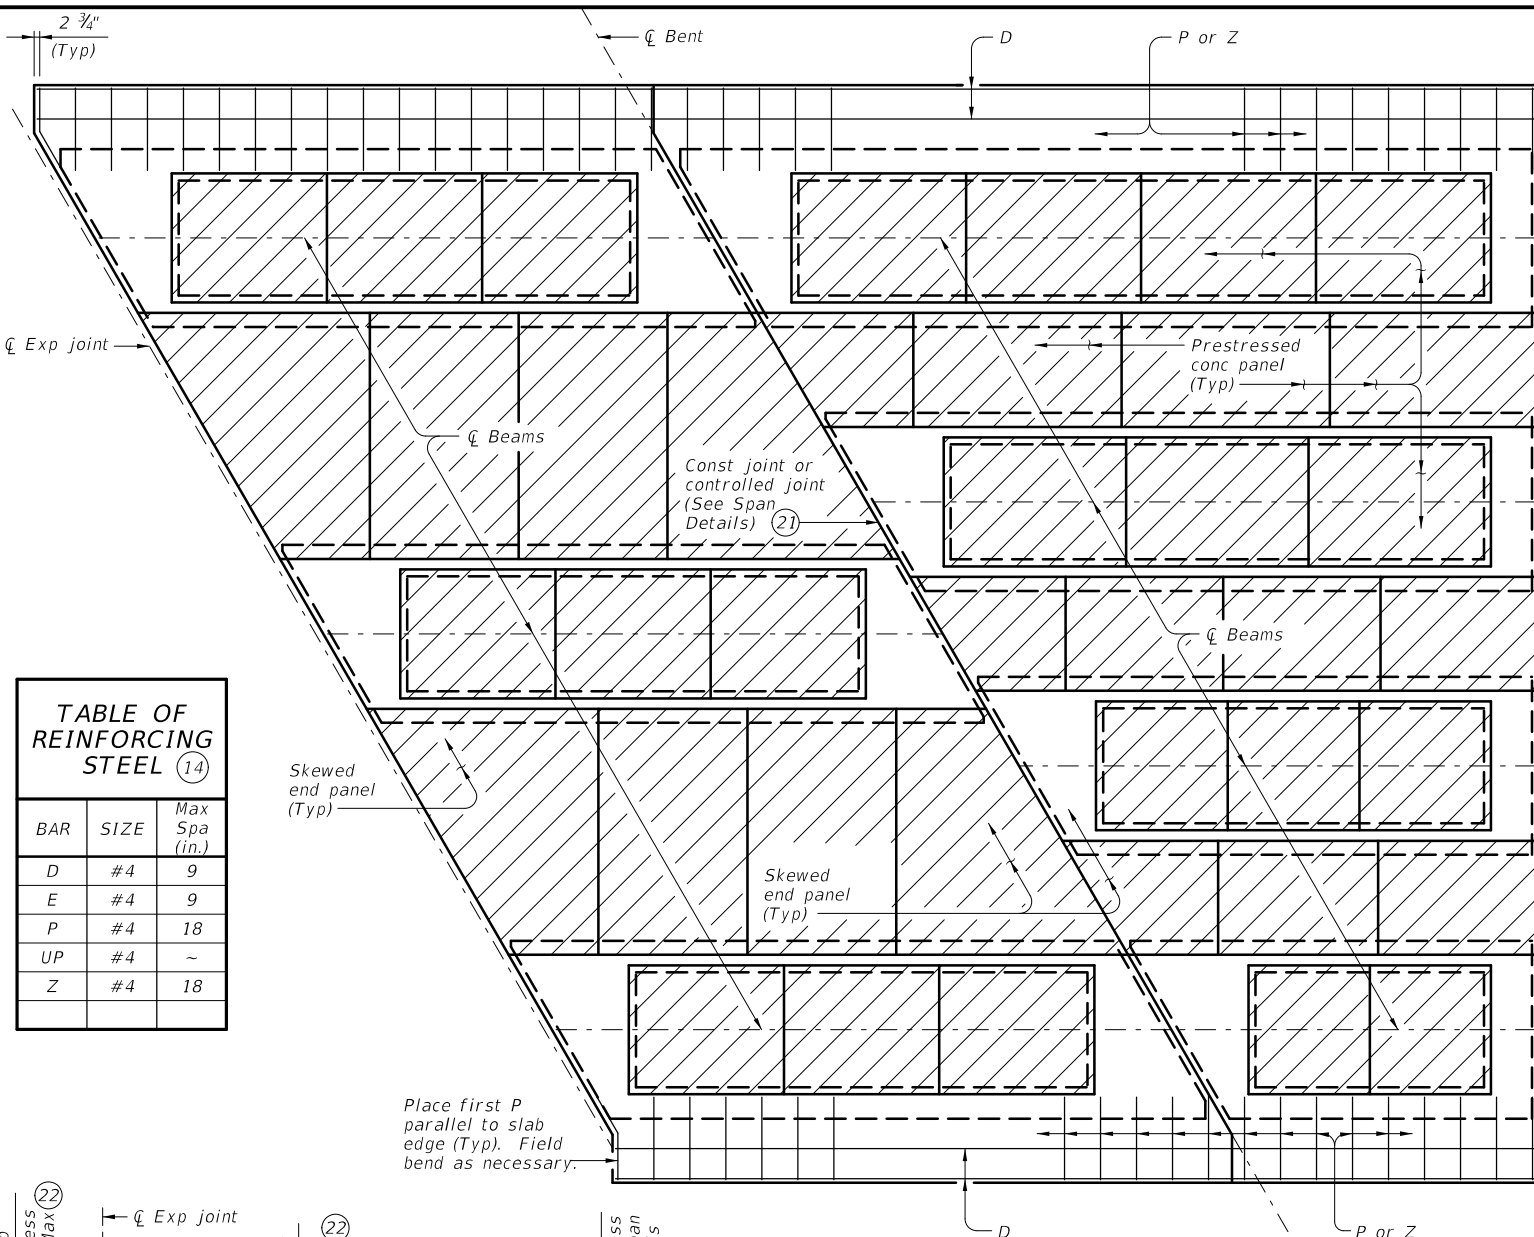 2 ¾"
(Typ)
℄ Bent
D
P or Z
℄ Exp joint
Prestressed
conc panel
(Typ)
℄ Beams
Const joint or
controlled joint
(See Span
Details) 21
℄ Beams
TABLE OF
REINFORCING
STEEL 14
BAR SIZE Max Spa (in.)
D #4 9
E #4 9
P #4 18
UP #4 ~
Z #4 18
Skewed
end panel
(Typ)
Skewed
end panel
(Typ)
Place first P
parallel to slab
edge (Typ). Field
bend as necessary.
22
Max
℄ Exp joint
22
D
P or Z